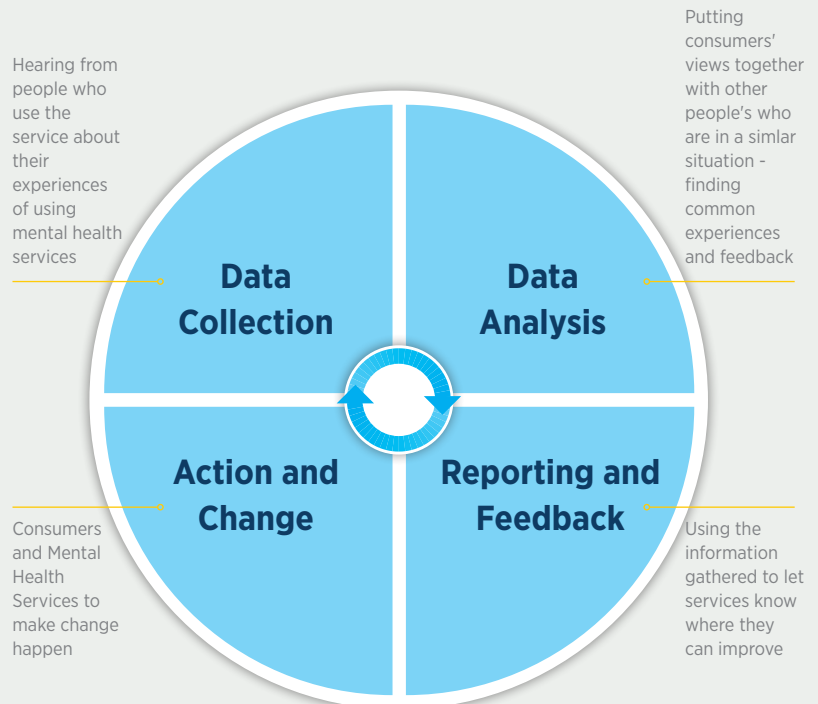 Hearing from
people who
use the
service about
their
experiences
of using
mental health
services
Data
Collection
Putting
consumers'
views together
with other
people's who
are in a simlar
situation -
finding
common
experiences
and feedback
Data
Analysis
Action and
Change
Consumers
and Mental
Health
Services to
make change
happen
Reporting and
Feedback
Using the
information
gathered to let
services know
where they
can improve